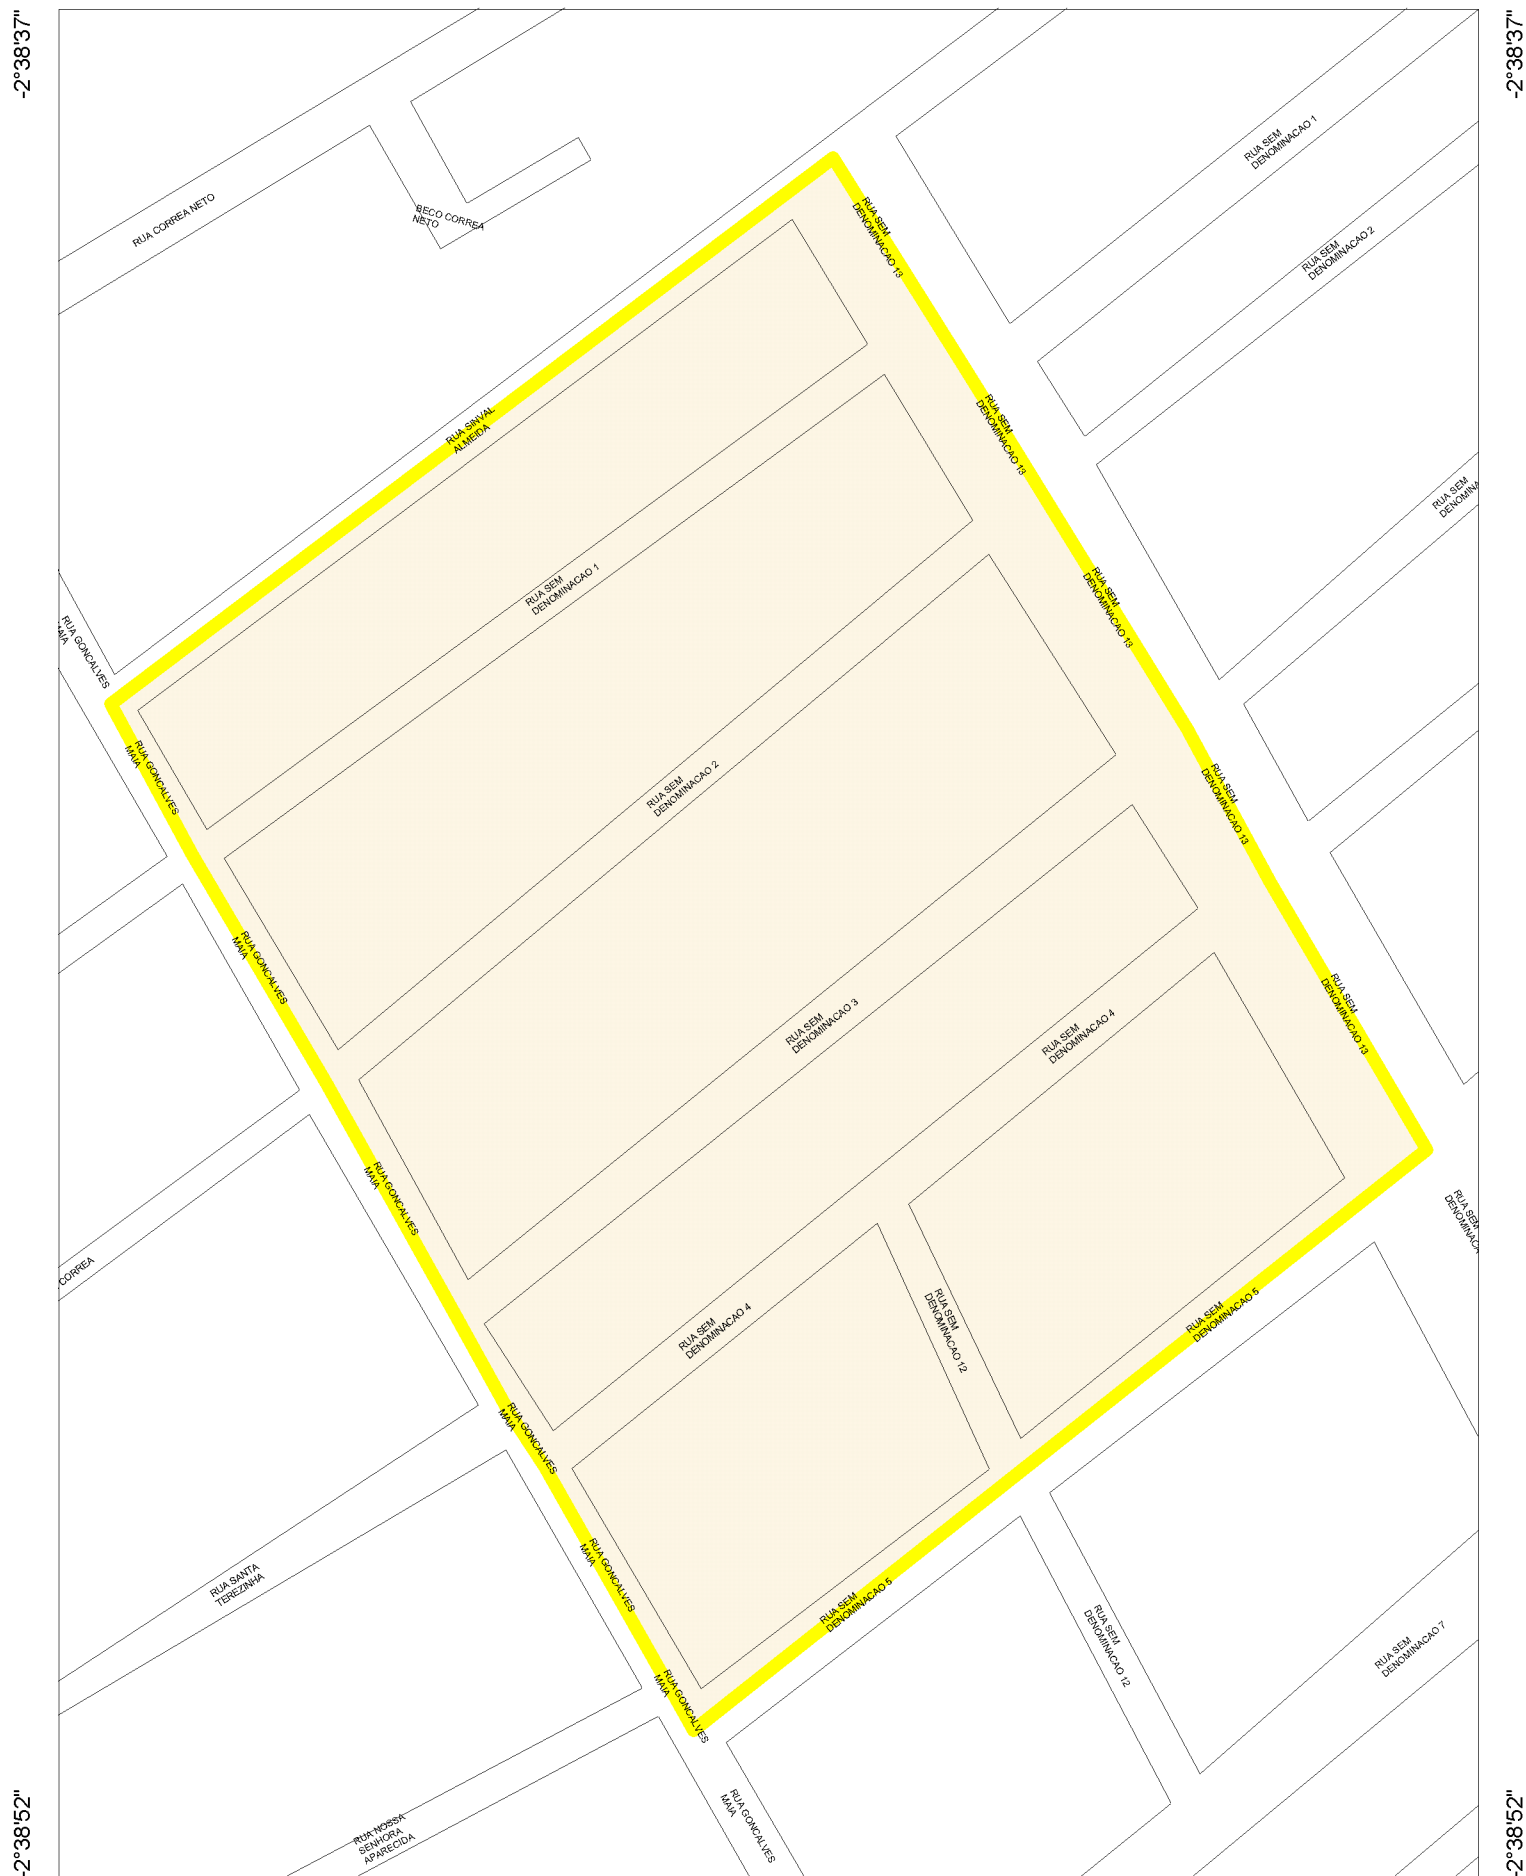 -2°38'37"
-2°38'37"
RUA SEM
DENOMINACAO 1
RUA CORREA NETO
BECO CORREA
NETO
RUA SEM
DENOMINACAO 13
RUA SEM
DENOMINACAO 2
RUA SINVAL
ALMEIDA
RUA SEM
DENOMINACAO 13
RUA SEM
RUA SEM
DENOMINACAO 1
RUA SEM
DENOMINACAO 13
RUA GONCALVES
RUA GONCALVES
MAIA
RUA SEM
DENOMINACAO 2
RUA SEM
DENOMINACAO 13
RUA GONCALVES
MAIA
RUA SEM
DENOMINACAO 3
RUA SEM
DENOMINACAO 4
RUA SEM
DENOMINACAO 13
RUA GONCALVES
MAIA
RUA SEM
CORREA
RUA SEM
DENOMINACAO 4
RUA SEM
DENOMINACAO 12
RUA SEM
DENOMINACAO 5
RUA GONCALVES
MAIA
RUA SANTA
TEREZINHA
RUA GONCALVES
MAIA
RUA SEM
DENOMINACAO 5
RUA SEM
DENOMINACAO 12
RUA SEM
DENOMINACAO 7
RUA GONCALVES
MAIA
RUA NOSSA
SENHORA
APARECIDA
RUA GONCALVES
MAIA
-2°38'52"
-2°38'52"